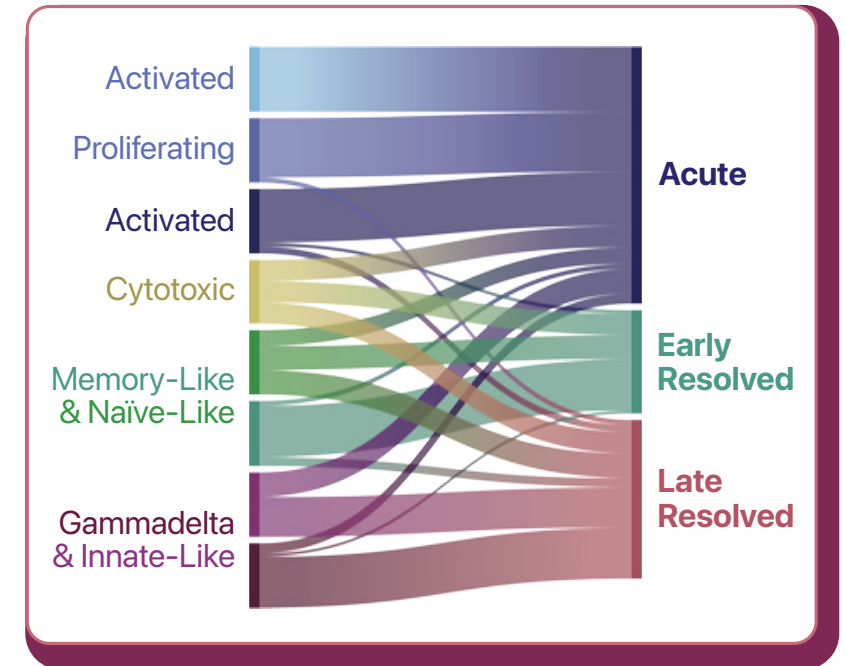 Activated
Proliferating
Activated
Cytotoxic
Memory-Like
& Naïve-Like
Gammadelta
& Innate-Like
Acute
Early
Resolved
Late
Resolved